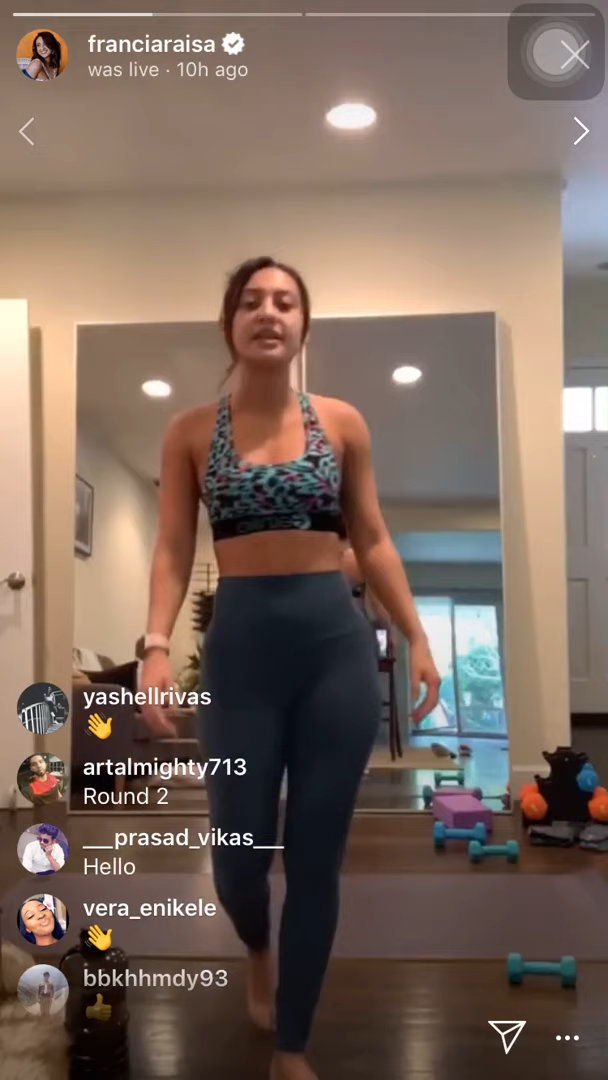 franciaraisa
was live · 10h ago
yashellrivas
👋
artalmighty713
Round 2
___prasad_vikas___
Hello
vera_enikele
👋
bbkhhmdy93
👍